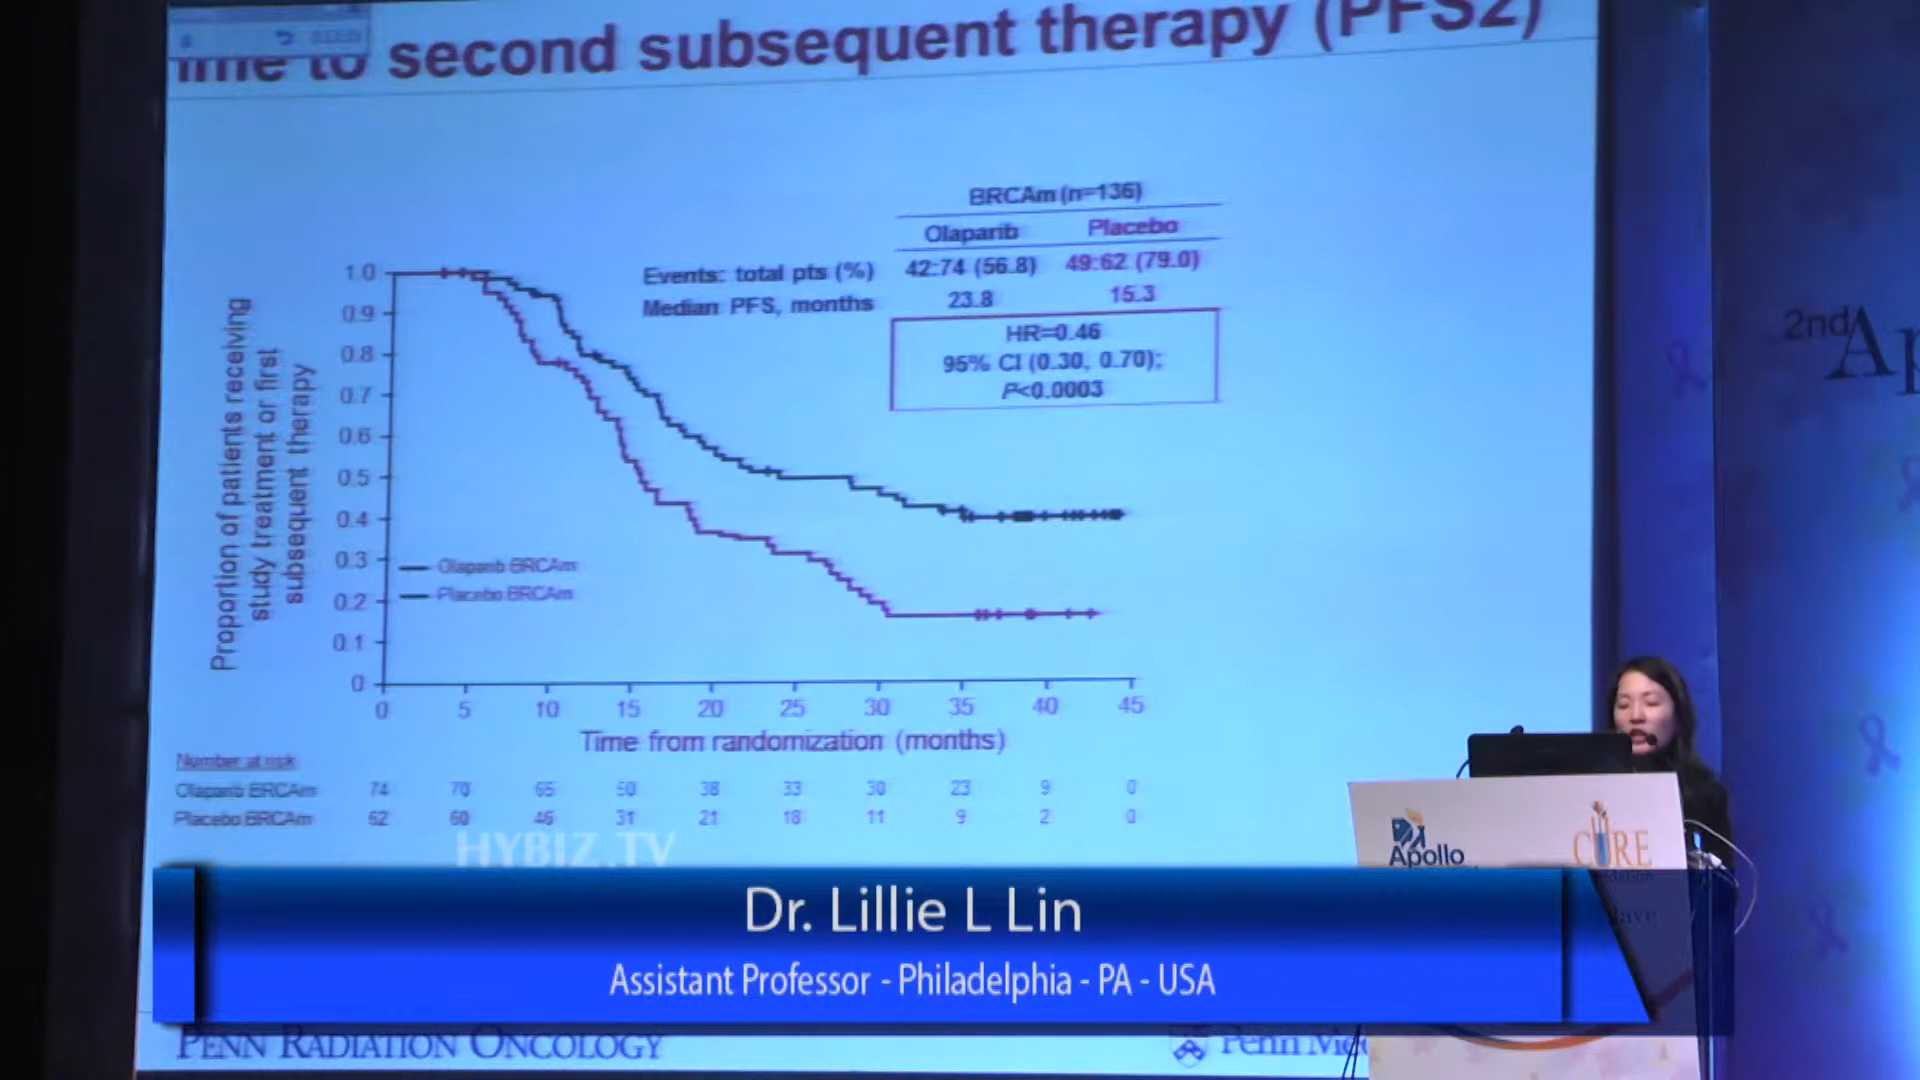 ime to second subsequent therapy (PFS2)
BRCAm (n=136)
Olaparib Placebo
Events: total pts (%) 42:74 (56.8) 49:62 (79.0)
Median PFS, months 23.8 15.3
HR=0.46
95% CI (0.30, 0.70);
P<0.0003
Proportion of patients receiving
study treatment or first
subsequent therapy
1.0
0.9
0.8
0.7
0.6
0.5
0.4
0.3
0.2
0.1
0
Olaparib BRCAm
Placebo BRCAm
0 5 10 15 20 25 30 35 40 45
Time from randomization (months)
Number at risk
Olaparib BRCAm 74 70 65 50 38 33 30 23 9 0
Placebo BRCAm 62 60 46 31 21 18 11 9 2 0
HYBIZ.TV
2nd Ap
Apollo
CURE
Dr. Lillie L Lin
Assistant Professor - Philadelphia - PA - USA
PENN RADIATION ONCOLOGY
Penn Me